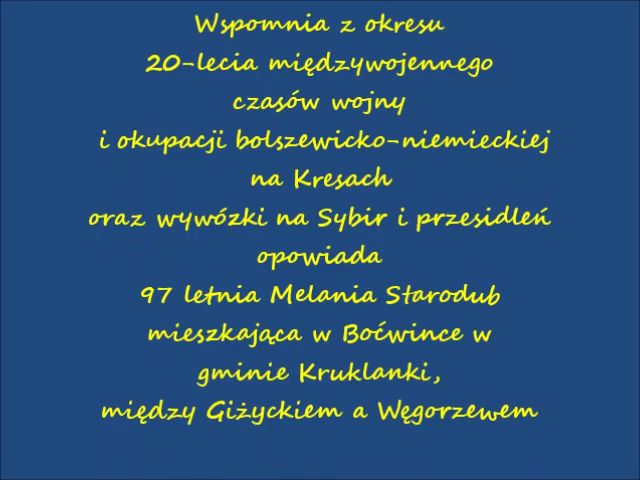 Wspomnia z okresu
20-lecia międzywojennego
czasów wojny
i okupacji bolszewicko-niemieckiej
na Kresach
oraz wywózki na Sybir i przesidleń
opowiada
97 letnia Melania Starodub
mieszkająca w Boćwince w
gminie Kruklanki,
między Giżyckiem a Węgorzewem